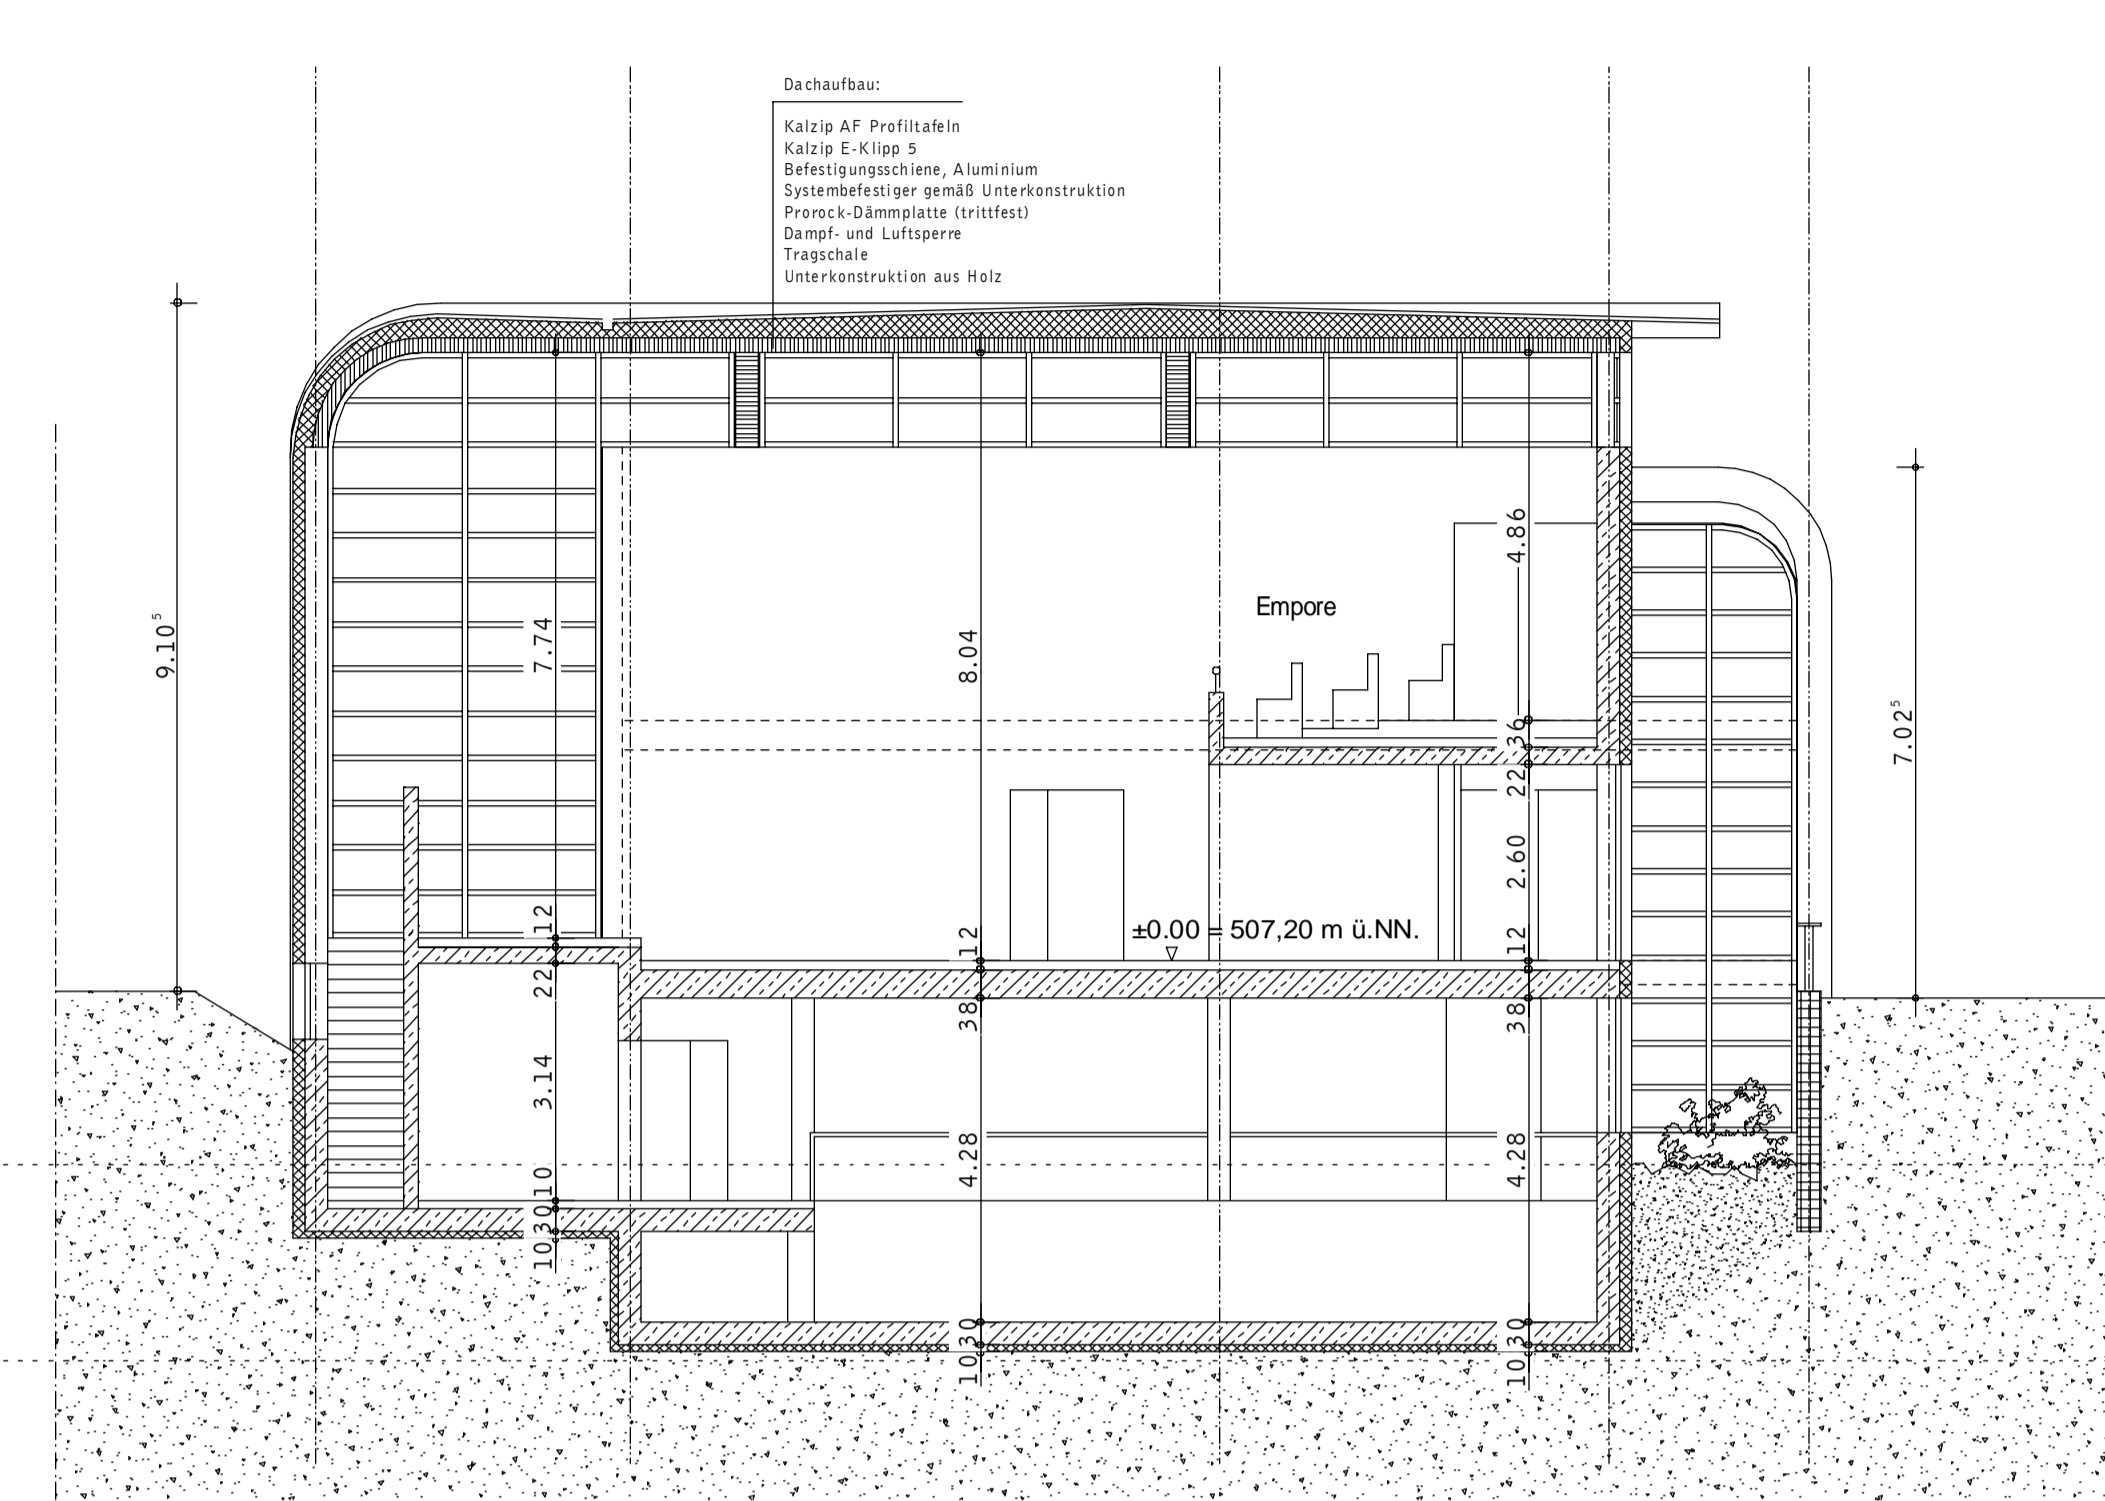 Dachaufbau:
Kalzip AF Profiltafeln
Kalzip E-Klipp 5
Befestigungsschiene, Aluminium
Systembefestiger gemäß Unterkonstruktion
Prorock-Dämmplatte (trittfest)
Dampf- und Luftsperre
Tragschale
Unterkonstruktion aus Holz
9.10⁵
7.74
12
22
3.14
10
30
10
8.04
12
38
4.28
30
10
Empore
±0.00 = 507,20 m ü.NN.
4.86
36
22
2.60
12
38
4.28
30
10
7.02⁵